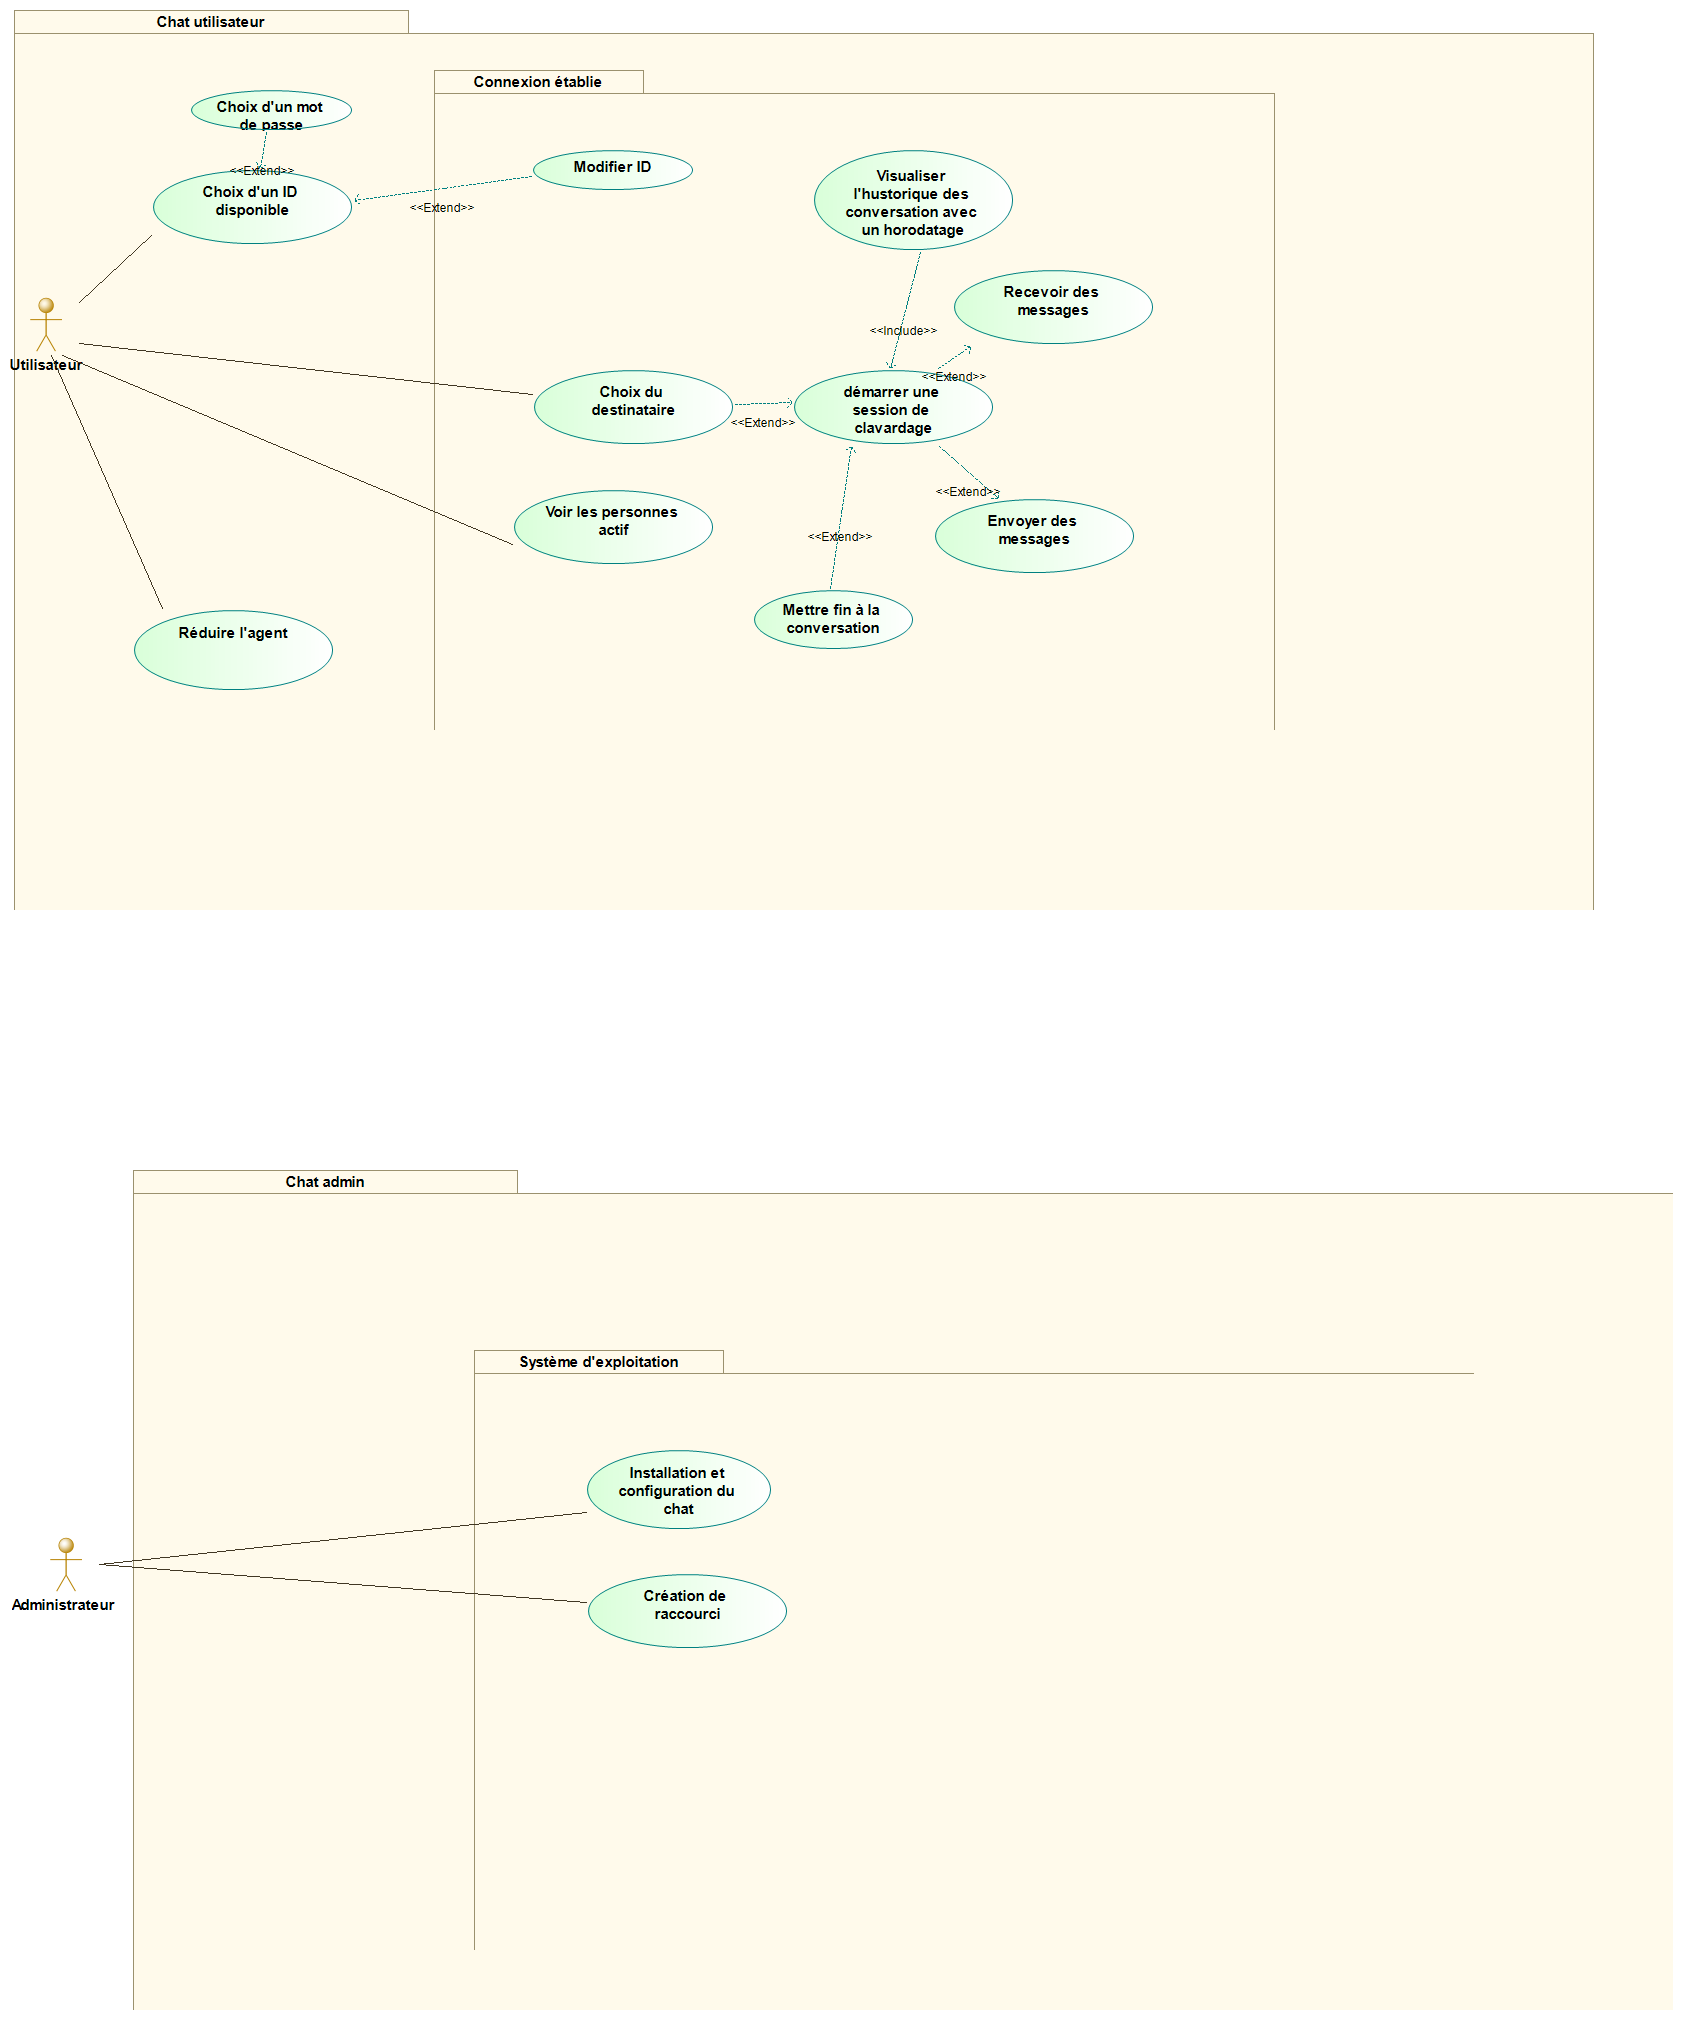 Chat utilisateur
Connexion établie
Choix d'un mot
de passe
<<Extend>>
Choix d'un ID
disponible
Modifier ID
<<Extend>>
Visualiser
l'hustorique des
conversation avec
un horodatage
Recevoir des
messages
<<Include>>
Utilisateur
<<Extend>>
Choix du
destinataire
<<Extend>>
démarrer une
session de
clavardage
<<Extend>>
Envoyer des
messages
Voir les personnes
actif
<<Extend>>
Mettre fin à la
conversation
Réduire l'agent
Chat admin
Système d'exploitation
Installation et
configuration du
chat
Administrateur
Création de
raccourci